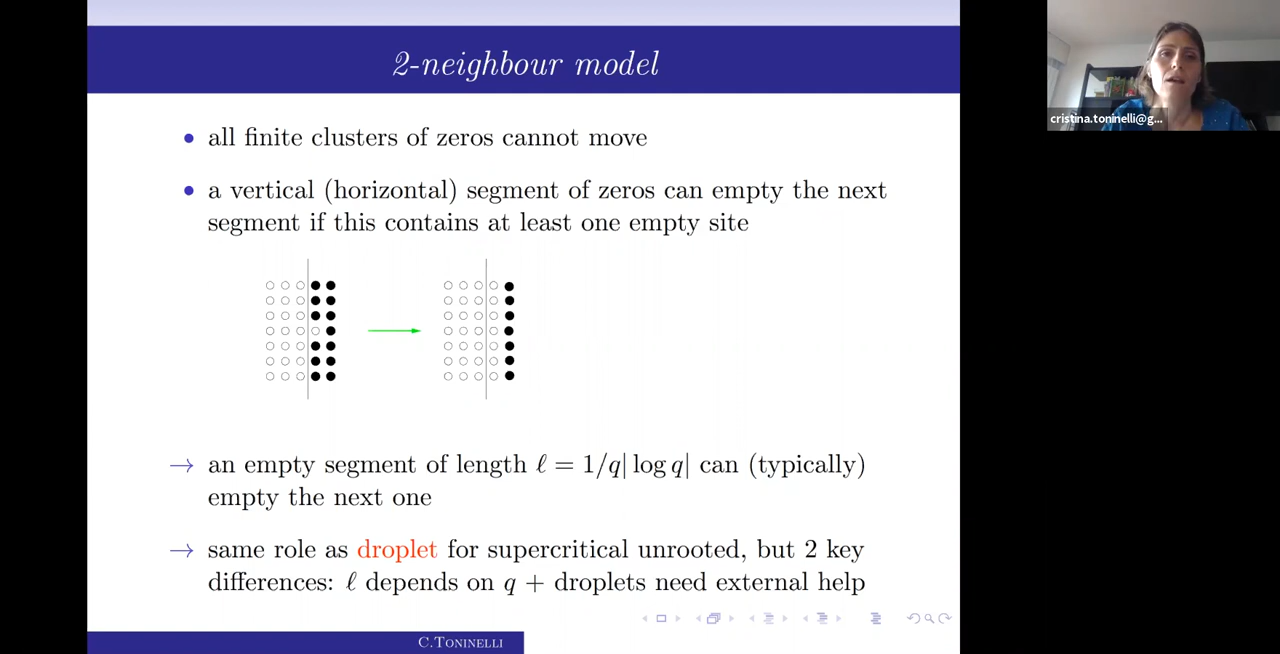 2-neighbour model
cristina.toninelli@g...
• all finite clusters of zeros cannot move
• a vertical (horizontal) segment of zeros can empty the next
segment if this contains at least one empty site
→ an empty segment of length ℓ = 1/q| log q| can (typically)
empty the next one
→ same role as droplet for supercritical unrooted, but 2 key
differences: ℓ depends on q + droplets need external help
C.Toninelli